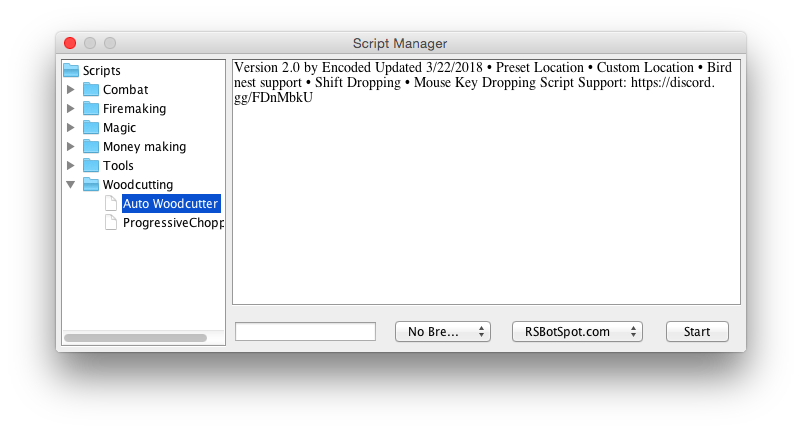 Script Manager
Scripts
Combat
Firemaking
Magic
Money making
Tools
Woodcutting
Auto Woodcutter
ProgressiveChopp
Version 2.0 by Encoded Updated 3/22/2018 • Preset Location • Custom Location • Bird
nest support • Shift Dropping • Mouse Key Dropping Script Support: https://discord.
gg/FDnMbkU
No Bre... RSBotSpot.com Start